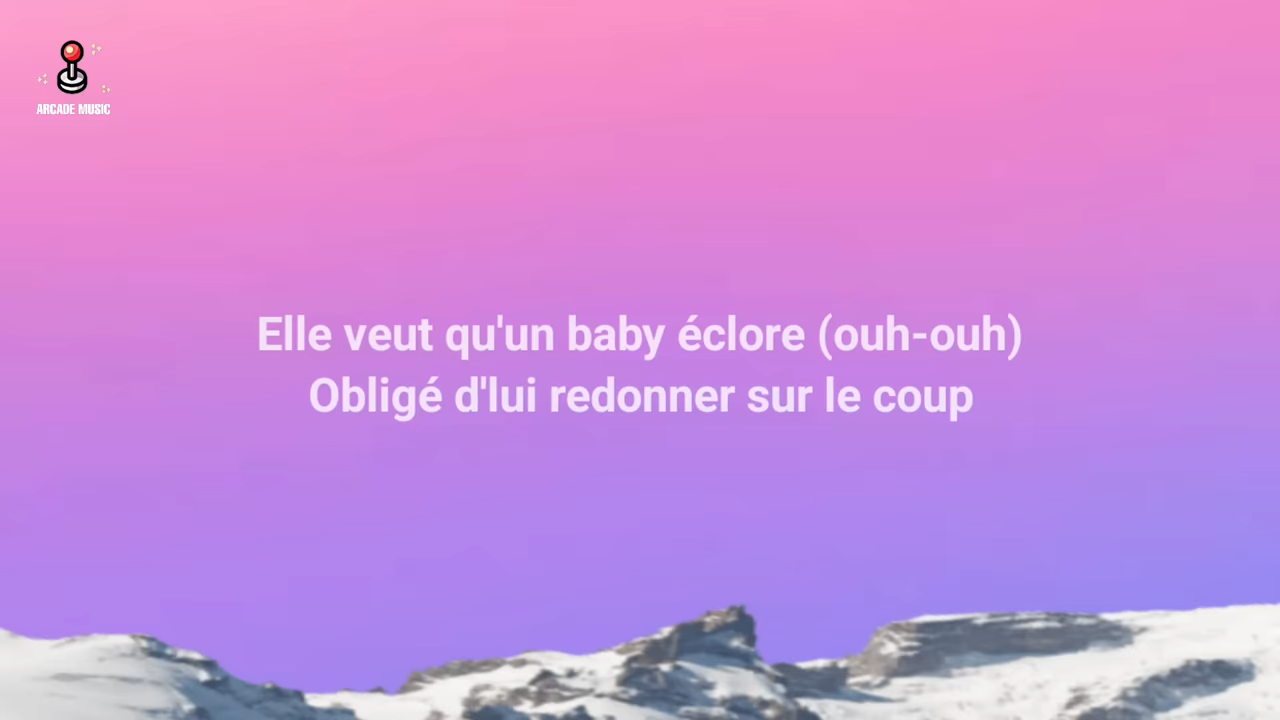 ARCADE MUSIC
Elle veut qu'un baby éclore (ouh-ouh)
Obligé d'lui redonner sur le coup